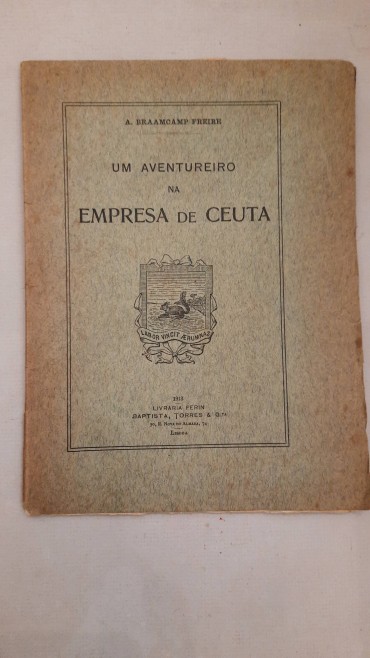 A. BRAAMCAMP FREIRE
UM AVENTUREIRO
NA
EMPRESA DE CEUTA
LABOR VINCIT ÆRUMNAS
LIVRARIA FERIN
BAPTISTA, TORRES & C.ta
Lisboa